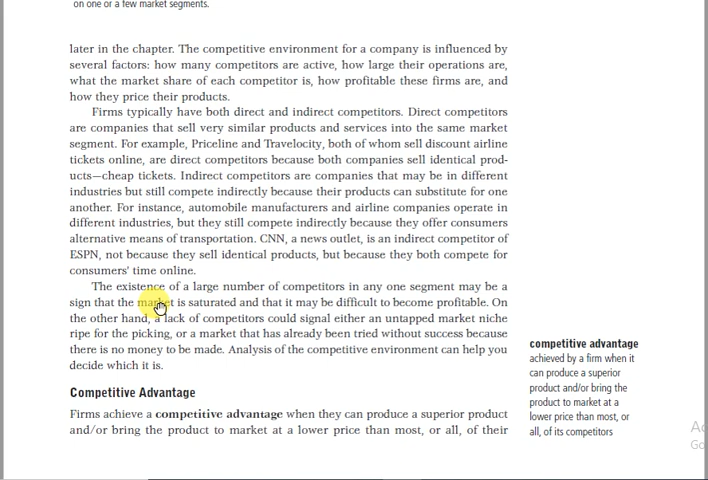 on one or a few market segments.
later in the chapter. The competitive environment for a company is influenced by
several factors: how many competitors are active, how large their operations are,
what the market share of each competitor is, how profitable these firms are, and
how they price their products.
Firms typically have both direct and indirect competitors. Direct competitors
are companies that sell very similar products and services into the same market
segment. For example, Priceline and Travelocity, both of whom sell discount airline
tickets online, are direct competitors because both companies sell identical prod-
ucts—cheap tickets. Indirect competitors are companies that may be in different
industries but still compete indirectly because their products can substitute for one
another. For instance, automobile manufacturers and airline companies operate in
different industries, but they still compete indirectly because they offer consumers
alternative means of transportation. CNN, a news outlet, is an indirect competitor of
ESPN, not because they sell identical products, but because they both compete for
consumers' time online.
The existence of a large number of competitors in any one segment may be a
sign that the market is saturated and that it may be difficult to become profitable. On
the other hand, a lack of competitors could signal either an untapped market niche
ripe for the picking, or a market that has already been tried without success because
there is no money to be made. Analysis of the competitive environment can help you
decide which it is.
Competitive Advantage
Firms achieve a competitive advantage when they can produce a superior product
and/or bring the product to market at a lower price than most, or all, of their
competitive advantage
achieved by a firm when it
can produce a superior
product and/or bring the
product to market at a
lower price than most, or
all, of its competitors